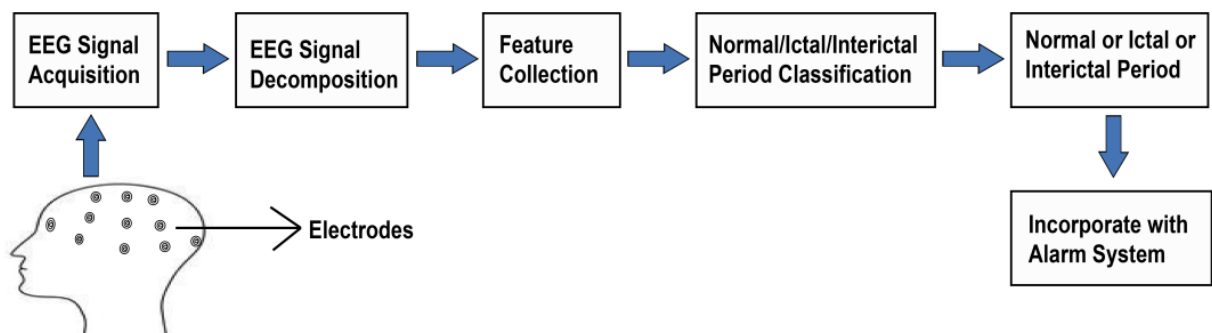 EEG Signal
Acquisition
EEG Signal
Decomposition
Feature
Collection
Normal/Ictal/Interictal
Period Classification
Normal or Ictal or
Interictal Period
Electrodes
Incorporate with
Alarm System